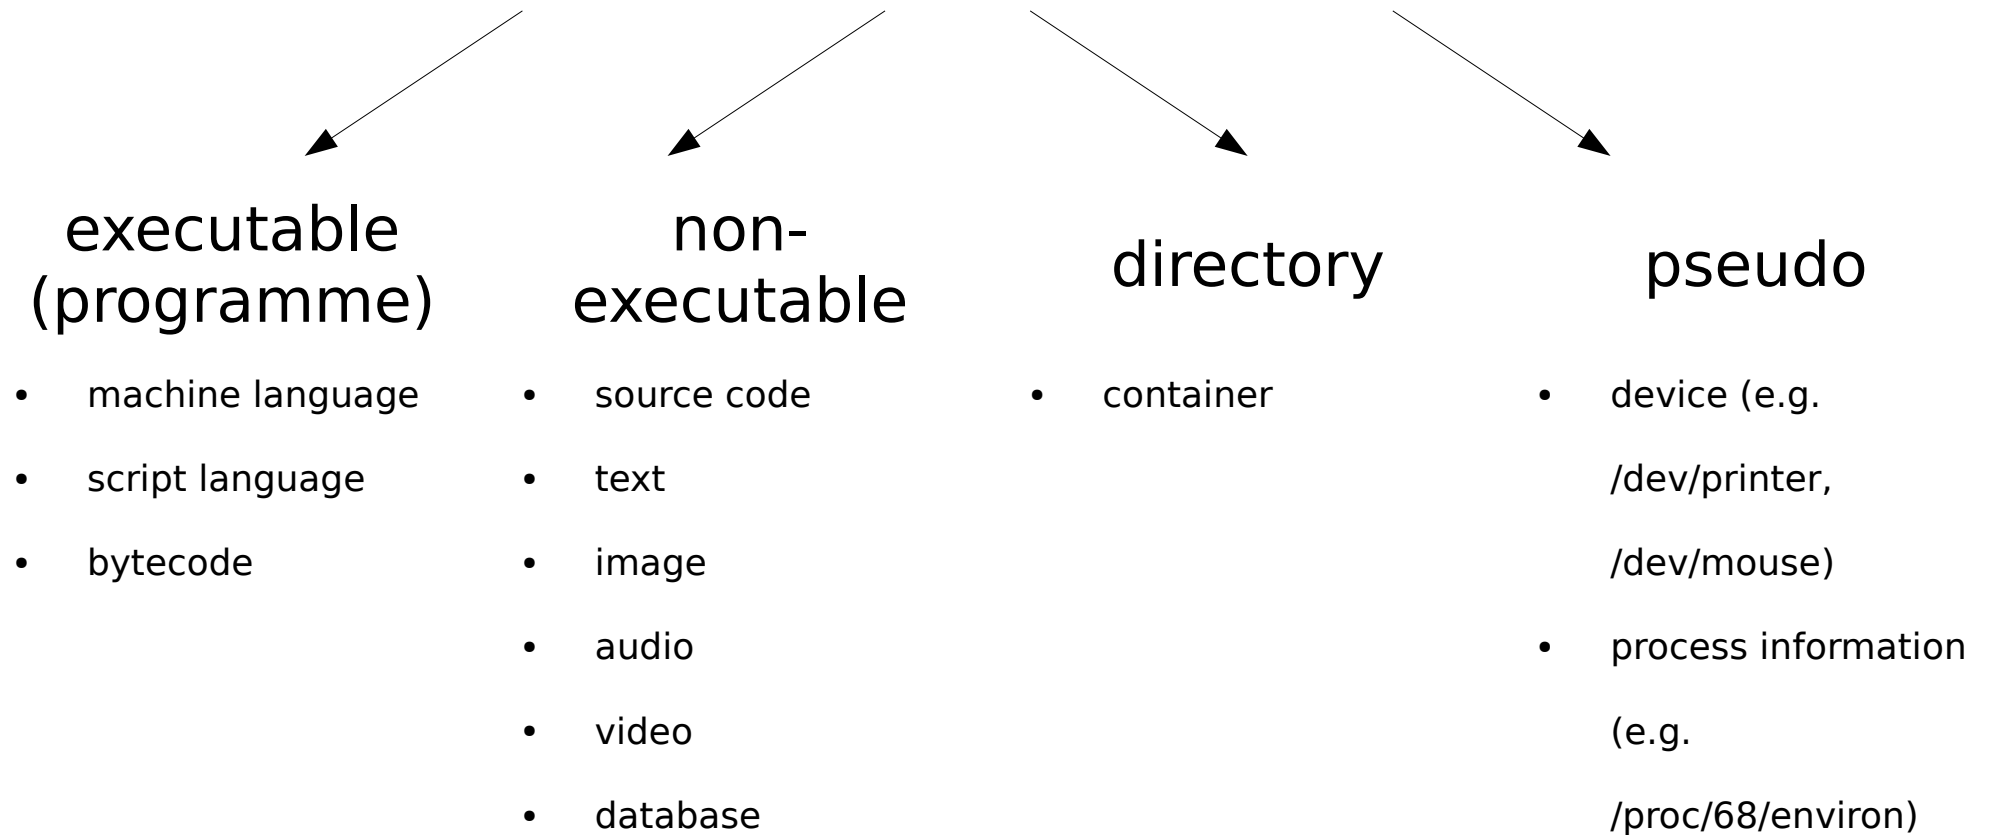 executable
(programme)
• machine language
• script language
• bytecode
non-
executable
• source code
• text
• image
• audio
• video
• database
directory
• container
pseudo
• device (e.g.
/dev/printer,
/dev/mouse)
• process information
(e.g.
/proc/68/environ)